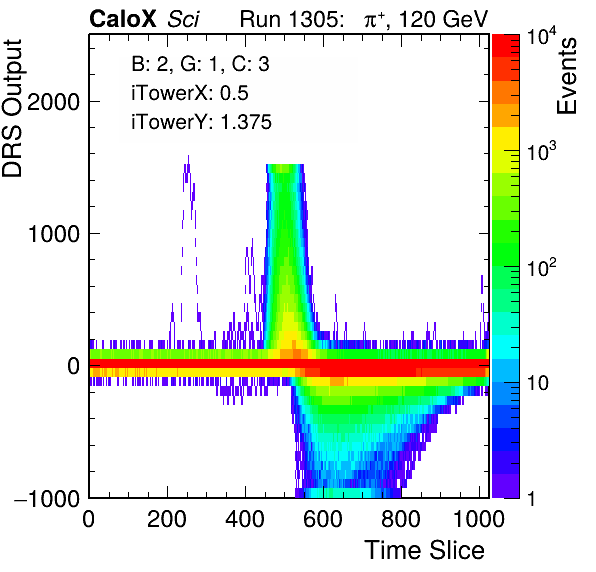 CaloX Sci Run 1305: π⁺, 120 GeV
B: 2, G: 1, C: 3
iTowerX: 0.5
iTowerY: 1.375
DRS Output
2000
1000
0
−1000
0 200 400 600 800 1000
Time Slice
Events
10⁴
10³
10²
10
1